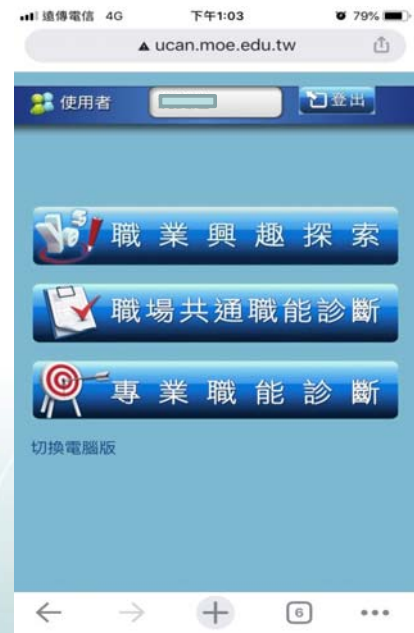 遠傳電信 4G 下午1:03 79%
ucan.moe.edu.tw
使用者 登出
職業興趣探索
職場共通職能診斷
專業職能診斷
切換電腦版
6